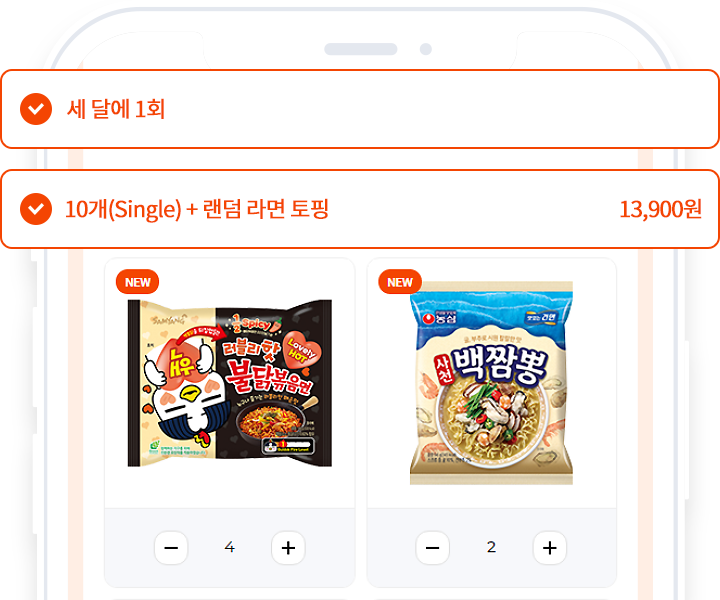 세 달에 1회
10개(Single) + 랜덤 라면 토핑 13,900원
NEW
SAMYANG
1/2 Spicy
러블리핫
Lovely HOT
불닭볶음면
NEW
농심
건면
사천
백짬뽕
4
2